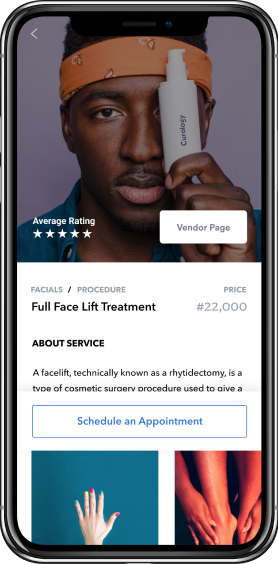 Curology
Average Rating
Vendor Page
FACIALS / PROCEDURE PRICE
Full Face Lift Treatment #22,000
ABOUT SERVICE
A facelift, technically known as a rhytidectomy, is a
type of cosmetic surgery procedure used to give a
Schedule an Appointment